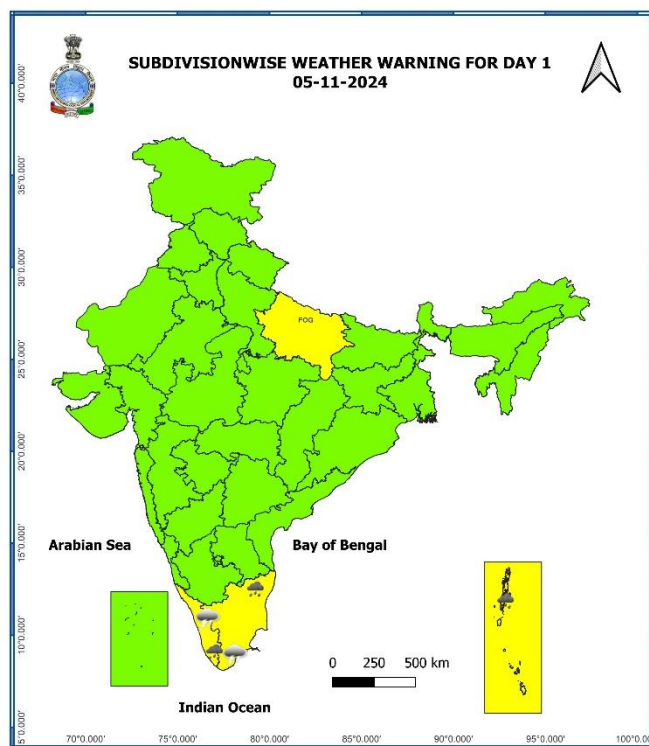 SUBDIVISIONWISE WEATHER WARNING FOR DAY 1
05-11-2024
40°0.000'
35°0.000'
30°0.000'
25°0.000'
20°0.000'
15°0.000'
10°0.000'
5°0.000'
FOG
Arabian Sea
Bay of Bengal
0 250 500 km
Indian Ocean
70°0.000' 75°0.000' 80°0.000' 85°0.000' 90°0.000' 95°0.000' 100°0.000'